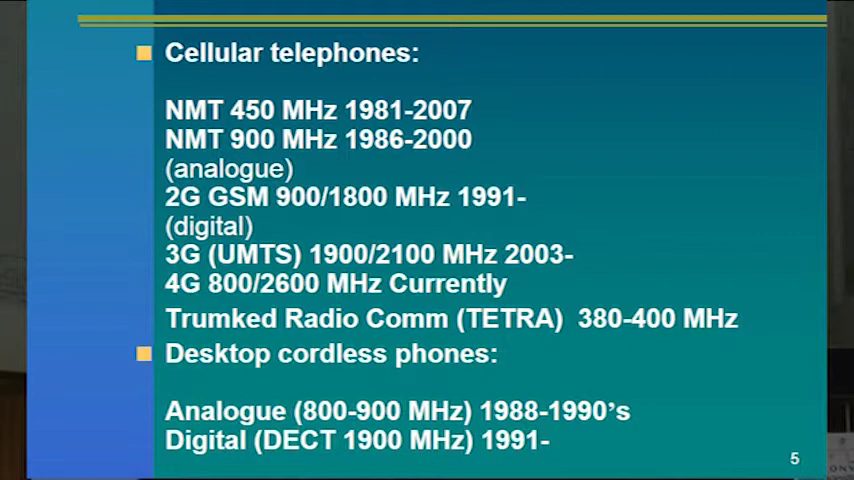 Cellular telephones:
NMT 450 MHz 1981-2007
NMT 900 MHz 1986-2000
(analogue)
2G GSM 900/1800 MHz 1991-
(digital)
3G (UMTS) 1900/2100 MHz 2003-
4G 800/2600 MHz Currently
Trumked Radio Comm (TETRA) 380-400 MHz
Desktop cordless phones:
Analogue (800-900 MHz) 1988-1990’s
Digital (DECT 1900 MHz) 1991-
5